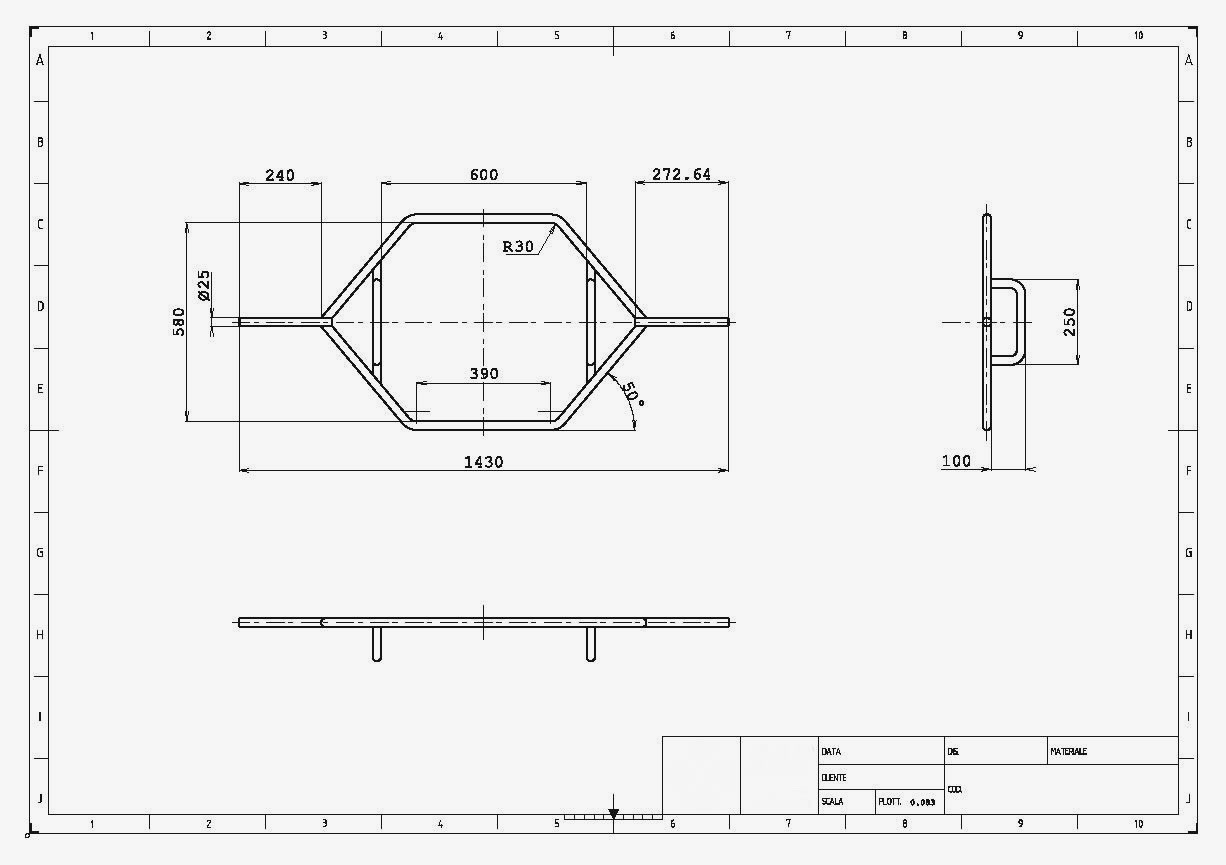 1 2 3 4 5 6 7 8 9 10
A A
B B
C C
D D
E E
F F
G G
H H
I I
J J
240 600 272.64
R30
Ø25
580
390
50°
1430
250
100
DATA DIS. MATERIALE
CLIENTE
COD.
SCALA PLOTT. 0.083
1 2 3 4 5 6 7 8 9 10